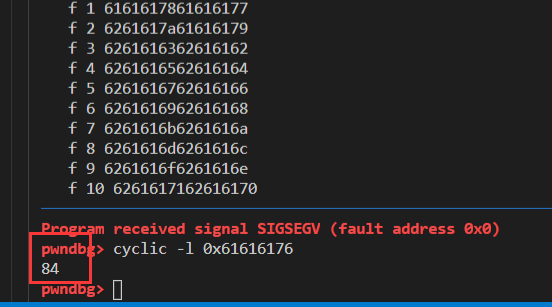 f 1 6161617861616177
f 2 6261617a61616179
f 3 6261616362616162
f 4 6261616562616164
f 5 6261616762616166
f 6 6261616962616168
f 7 6261616b6261616a
f 8 6261616d6261616c
f 9 6261616f6261616e
f 10 6261617162616170
Program received signal SIGSEGV (fault address 0x0)
pwndbg> cyclic -l 0x61616176
84
pwndbg>